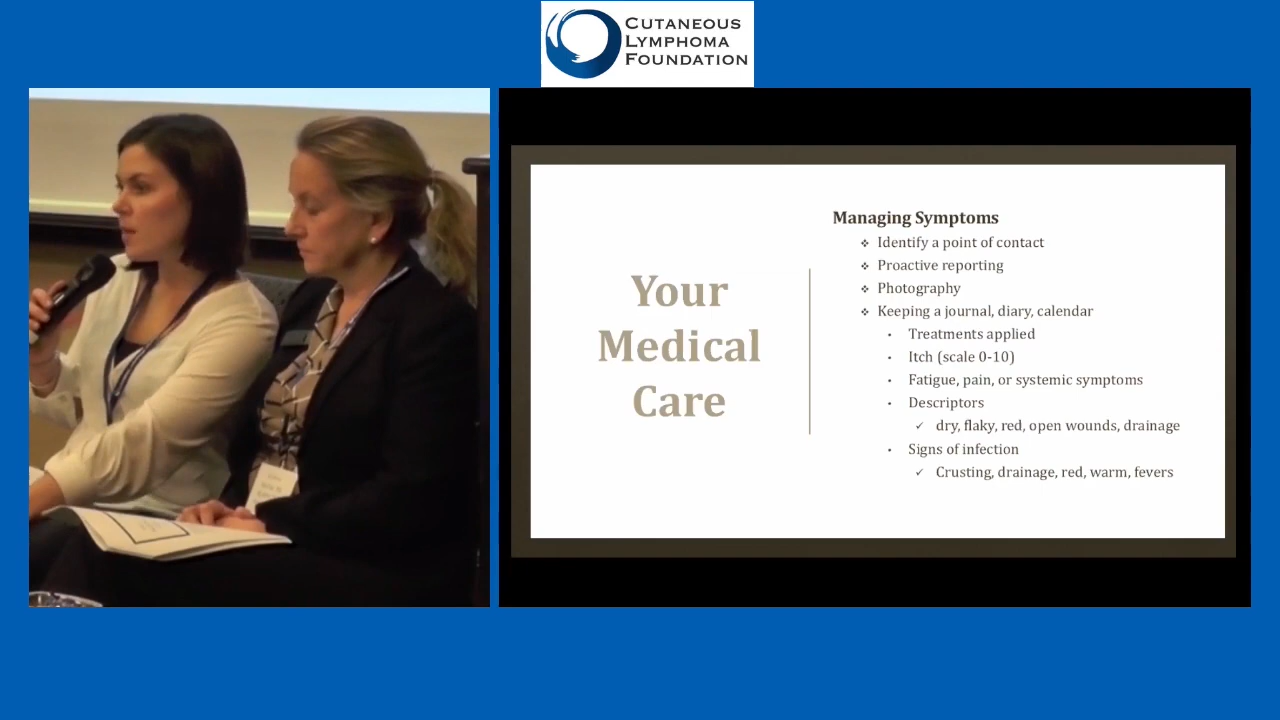 CUTANEOUS
LYMPHOMA
FOUNDATION
Your
Medical
Care
Managing Symptoms
Identify a point of contact
Proactive reporting
Photography
Keeping a journal, diary, calendar
Treatments applied
Itch (scale 0-10)
Fatigue, pain, or systemic symptoms
Descriptors
dry, flaky, red, open wounds, drainage
Signs of infection
Crusting, drainage, red, warm, fevers